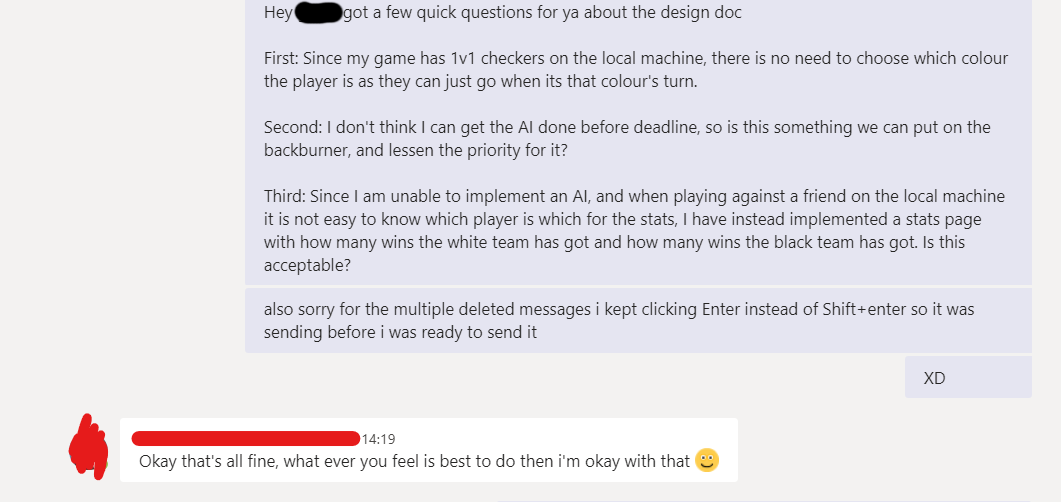 Hey got a few quick questions for ya about the design doc
First: Since my game has 1v1 checkers on the local machine, there is no need to choose which colour
the player is as they can just go when its that colour's turn.
Second: I don't think I can get the AI done before deadline, so is this something we can put on the
backburner, and lessen the priority for it?
Third: Since I am unable to implement an AI, and when playing against a friend on the local machine
it is not easy to know which player is which for the stats, I have instead implemented a stats page
with how many wins the white team has got and how many wins the black team has got. Is this
acceptable?
also sorry for the multiple deleted messages i kept clicking Enter instead of Shift+enter so it was
sending before i was ready to send it
XD
14:19
Okay that's all fine, what ever you feel is best to do then i'm okay with that